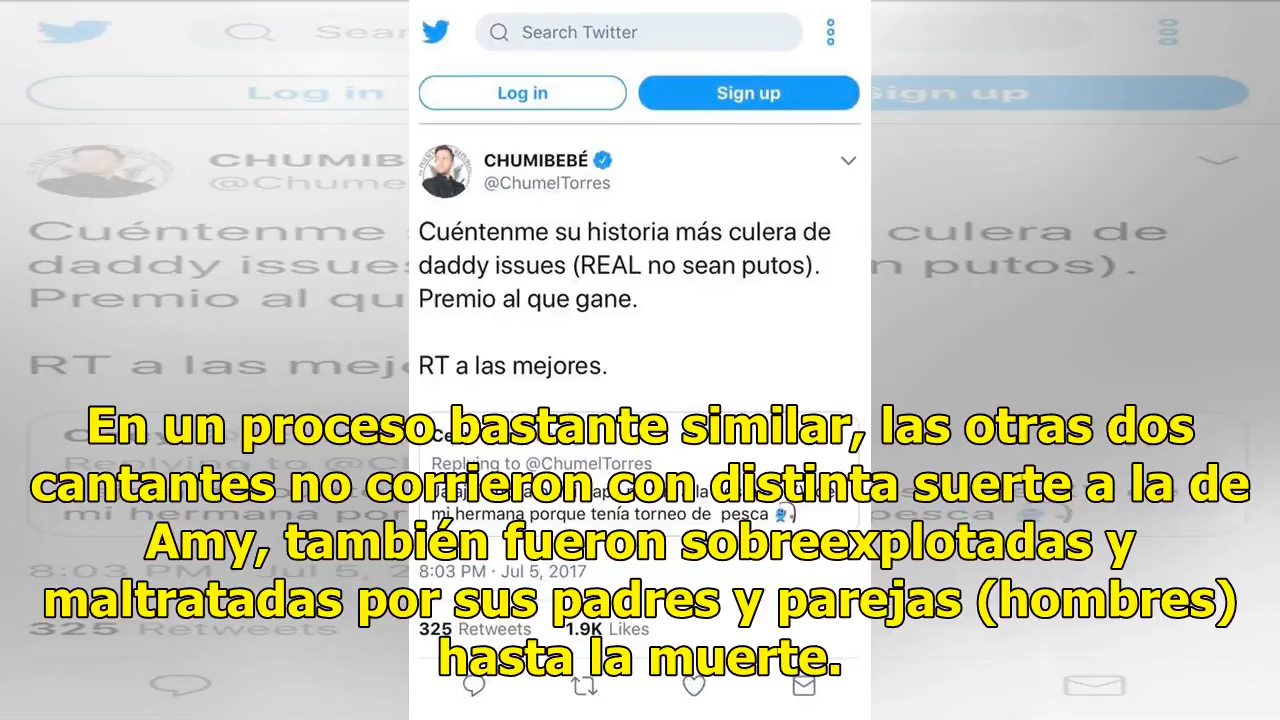 Search Twitter
Log in
Sign up
CHUMIBEBÉ
@ChumelTorres
Cuéntenme su historia más culera de
daddy issues (REAL no sean putos).
Premio al que gane.
RT a las mejores.
Replying to @ChumelTorres
mi hermana porque tenía torneo de pesca
8:03 PM · Jul 5, 2017
325 Retweets 1.9K Likes
En un proceso bastante similar, las otras dos
cantantes no corrieron con distinta suerte a la de
Amy, también fueron sobreexplotadas y
maltratadas por sus padres y parejas (hombres)
hasta la muerte.